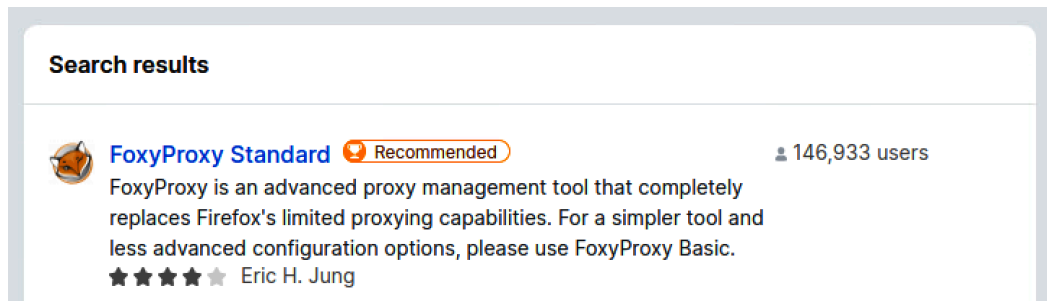 Search results
FoxyProxy Standard Recommended 146,933 users
FoxyProxy is an advanced proxy management tool that completely
replaces Firefox's limited proxying capabilities. For a simpler tool and
less advanced configuration options, please use FoxyProxy Basic.
Eric H. Jung